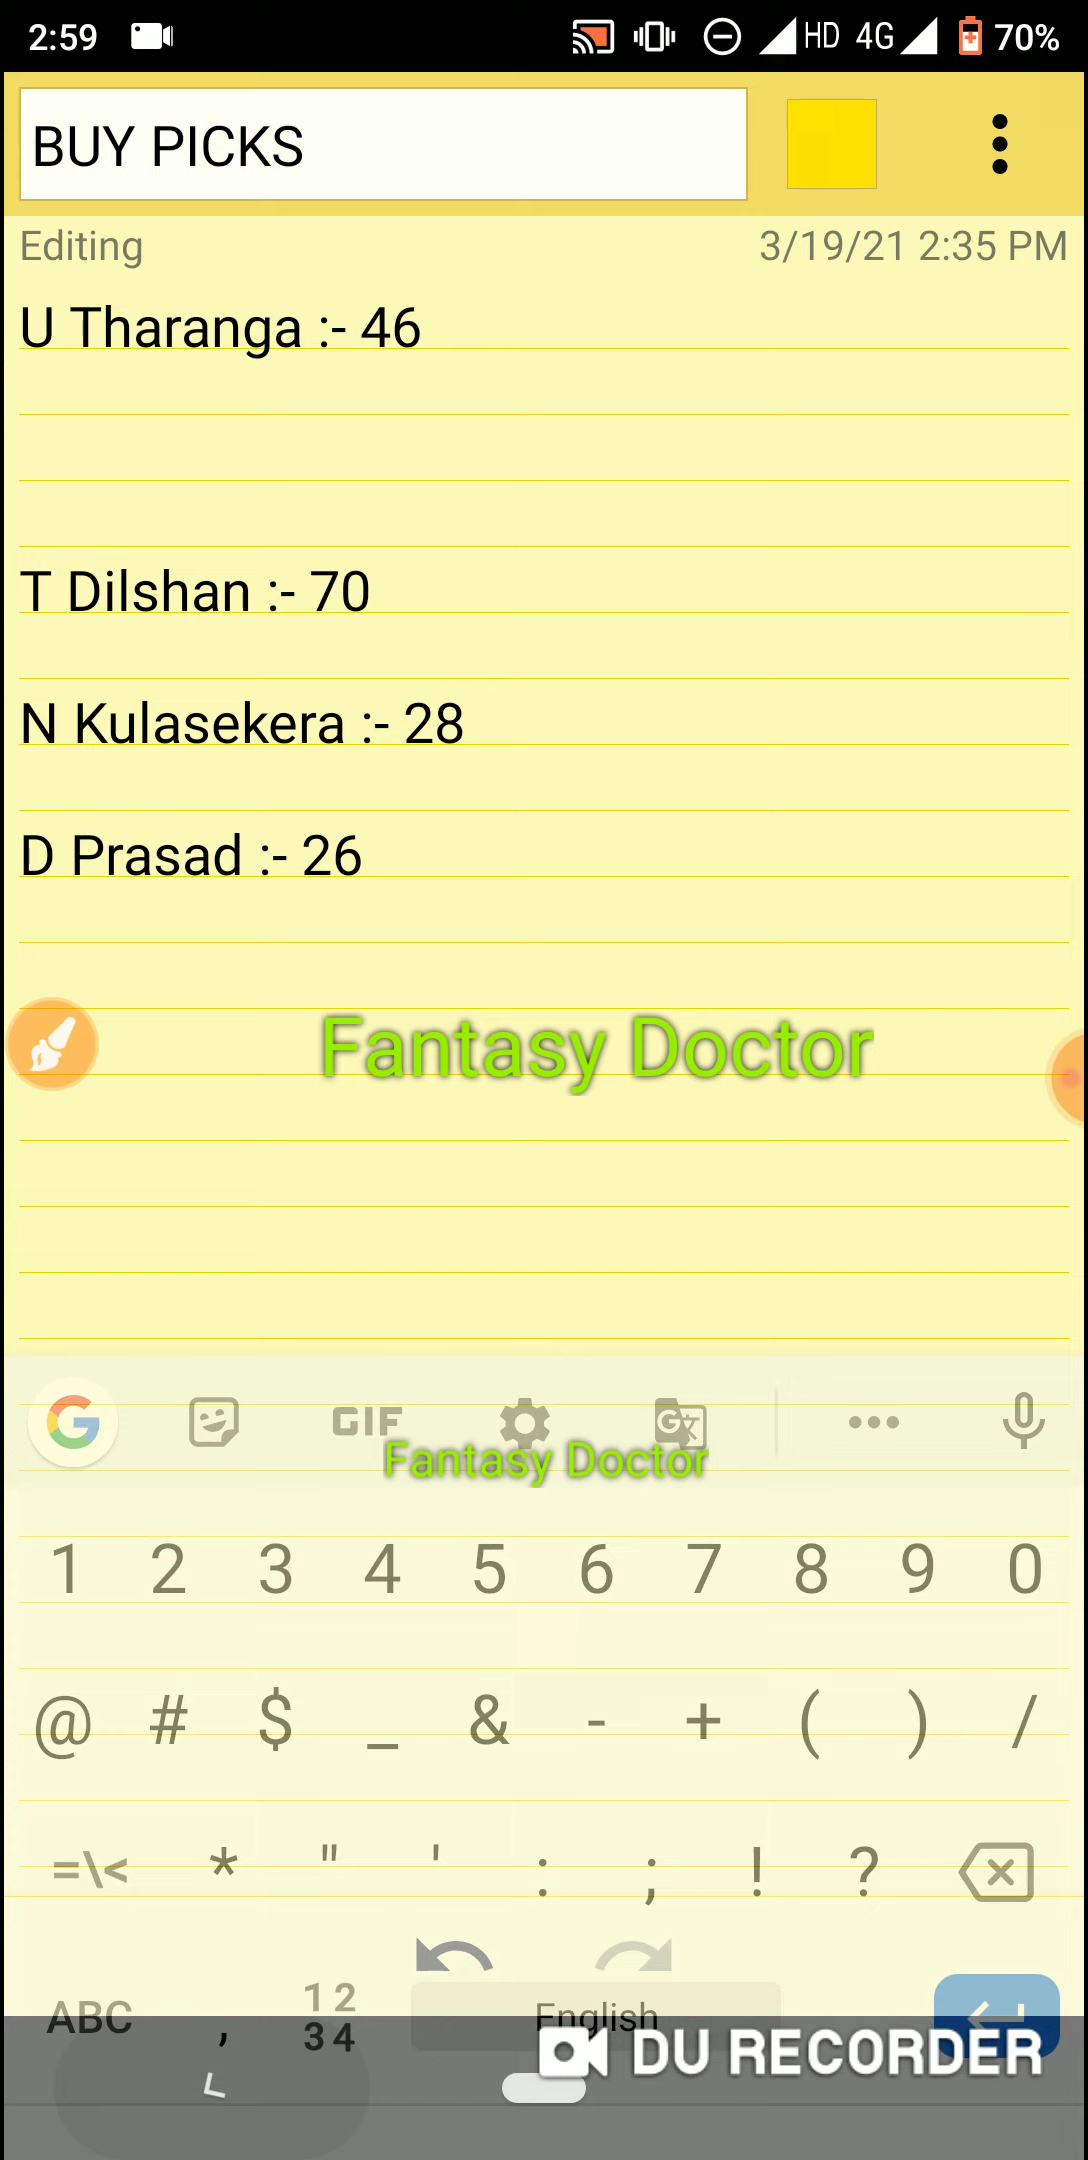 2:59 HD 4G 70%
BUY PICKS
Editing 3/19/21 2:35 PM
U Tharanga :- 46
T Dilshan :- 70
N Kulasekera :- 28
D Prasad :- 26
Fantasy Doctor
GIF
Fantasy Doctor
1 2 3 4 5 6 7 8 9 0
@ # $ _ & - + ( ) /
=\< * " ' : ; ! ?
ABC , 12 34 English
DU RECORDER